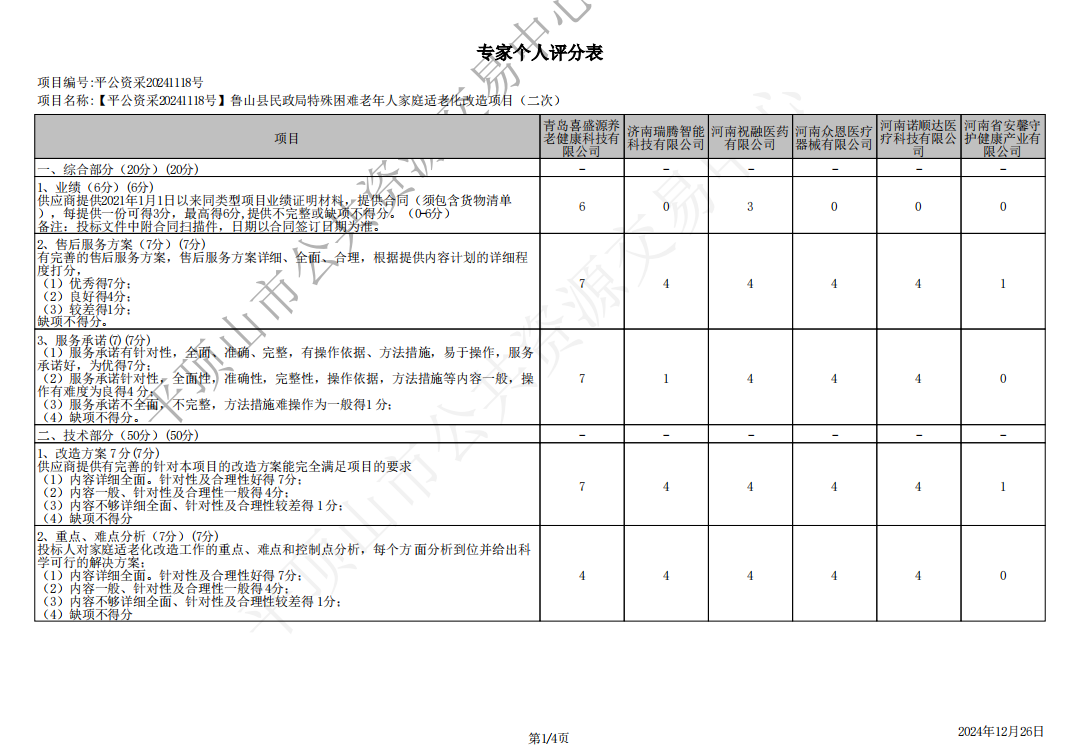 专家个人评分表
项目编号:平公资采20241118号
项目名称:【平公资采20241118号】鲁山县民政局特殊困难老年人家庭适老化改造项目（二次）
项目
青岛喜盛源养
老健康科技有
限公司
济南瑞腾智能
科技有限公司
河南祝融医药
有限公司
河南众恩医疗
器械有限公司
河南诺顺达医
疗科技有限公
司
河南省安馨守
护健康产业有
限公司
一、综合部分（20分）(20分)
-
-
-
-
-
-
1、业绩（6分）(6分)
供应商提供2021年1月1日以来同类型项目业绩证明材料，提供合同（须包含货物清单
），每提供一份可得3分，最高得6分,提供不完整或缺项不得分。（0-6分）
备注：投标文件中附合同扫描件，日期以合同签订日期为准。
6
0
3
0
0
0
2、售后服务方案（7分）(7分)
有完善的售后服务方案，售后服务方案详细、全面、合理，根据提供内容计划的详细程
度打分，
（1）优秀得7分；
（2）良好得4分；
（3）较差得1分；
缺项不得分。
7
4
4
4
4
1
3、服务承诺(7)(7分)
（1）服务承诺有针对性，全面、准确、完整，有操作依据、方法措施，易于操作，服务
承诺好，为优得7分；
（2）服务承诺针对性，全面性，准确性，完整性，操作依据，方法措施等内容一般，操
作有难度为良得4 分；
（3）服务承诺不全面，不完整，方法措施难操作为一般得1 分；
（4）缺项不得分。
7
1
4
4
4
0
二、技术部分（50分）(50分)
-
-
-
-
-
-
1、改造方案 7 分(7分)
供应商提供有完善的针对本项目的改造方案能完全满足项目的要求
（1）内容详细全面。针对性及合理性好得 7分；
（2）内容一般、针对性及合理性一般得 4分；
（3）内容不够详细全面、针对性及合理性较差得 1 分；
（4）缺项不得分
7
4
4
4
4
1
2、重点、难点分析（7分）(7分)
投标人对家庭适老化改造工作的重点、难点和控制点分析，每个方面分析到位并给出科
学可行的解决方案；
（1）内容详细全面。针对性及合理性好得 7分；
（2）内容一般、针对性及合理性一般得 4分；
（3）内容不够详细全面、针对性及合理性较差得 1分；
（4）缺项不得分
4
4
4
4
4
0
平顶山市公共资源交易中心
平顶山市公共资源交易中心
第1/4页
2024年12月26日